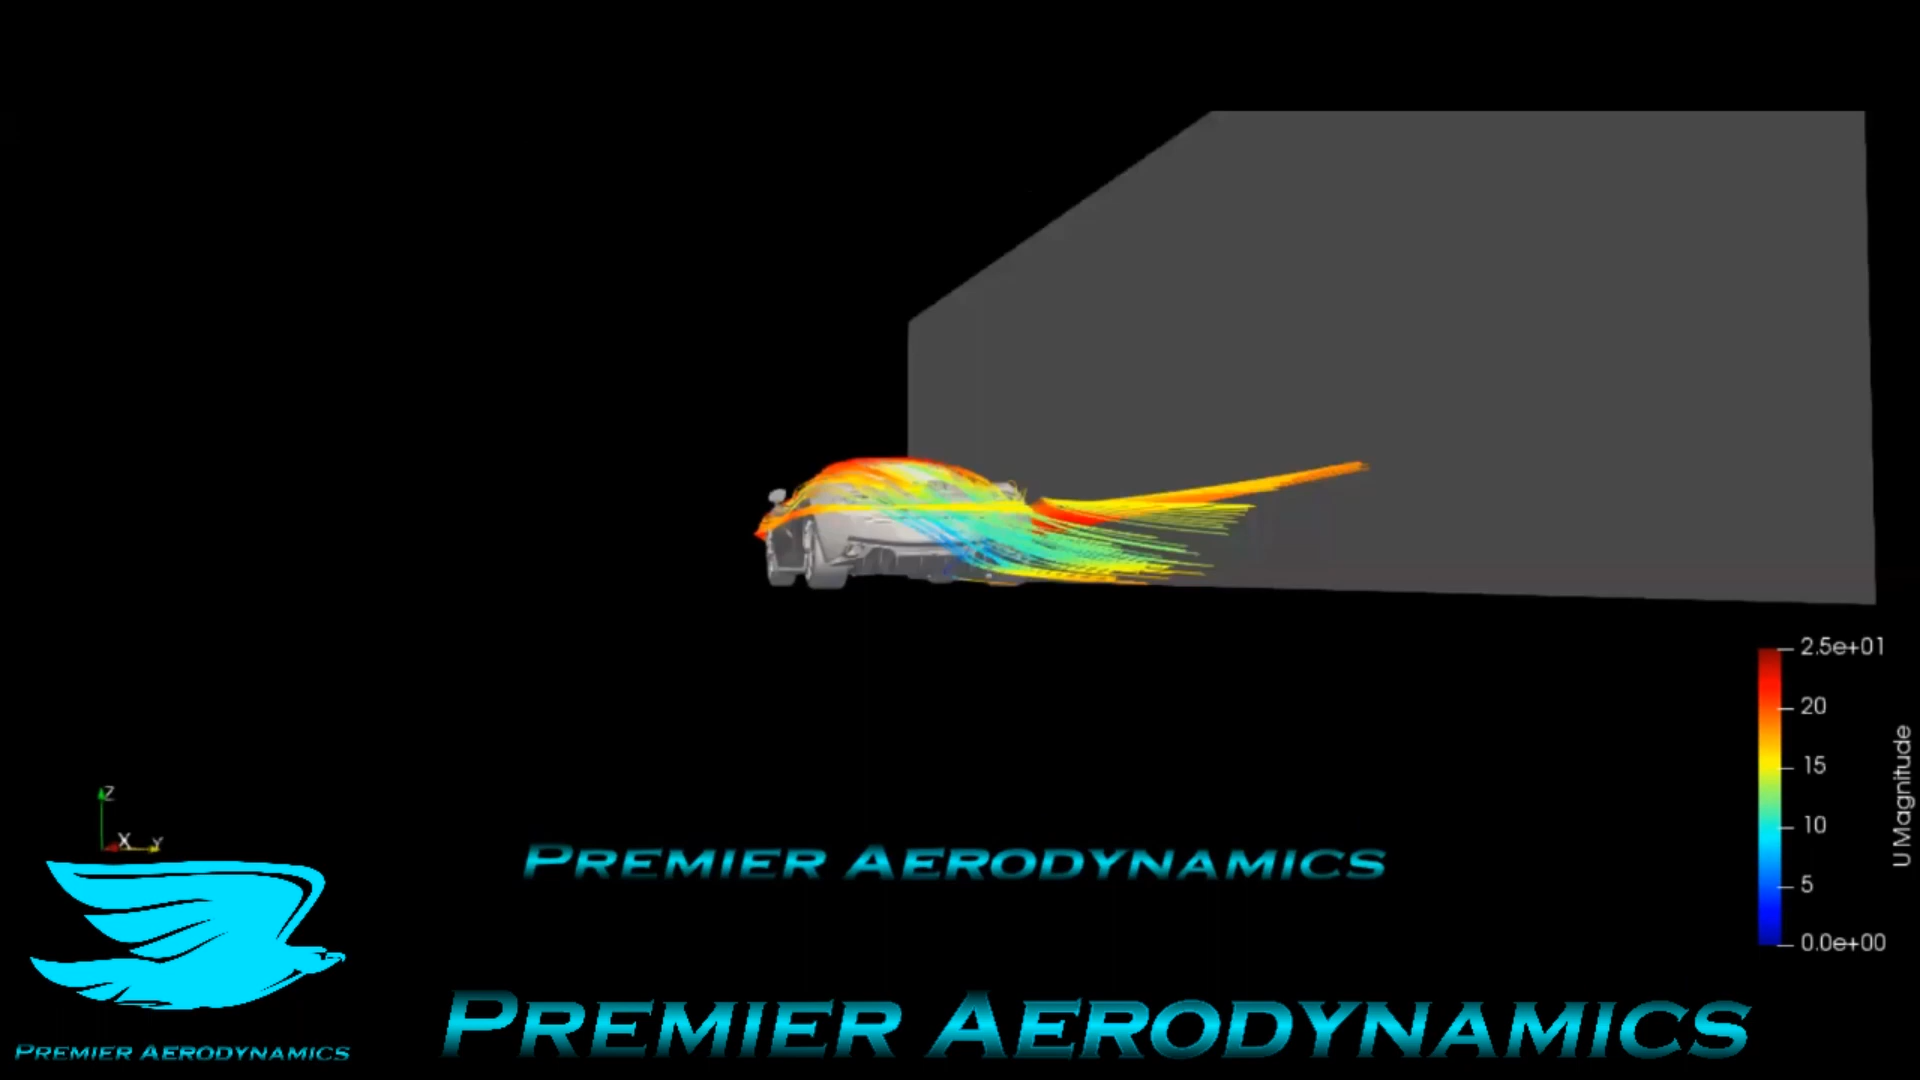 2.5e+01
20
15
10
5
0.0e+00
U Magnitude
Z
X
Y
PREMIER AERODYNAMICS
PREMIER AERODYNAMICS
PREMIER AERODYNAMICS